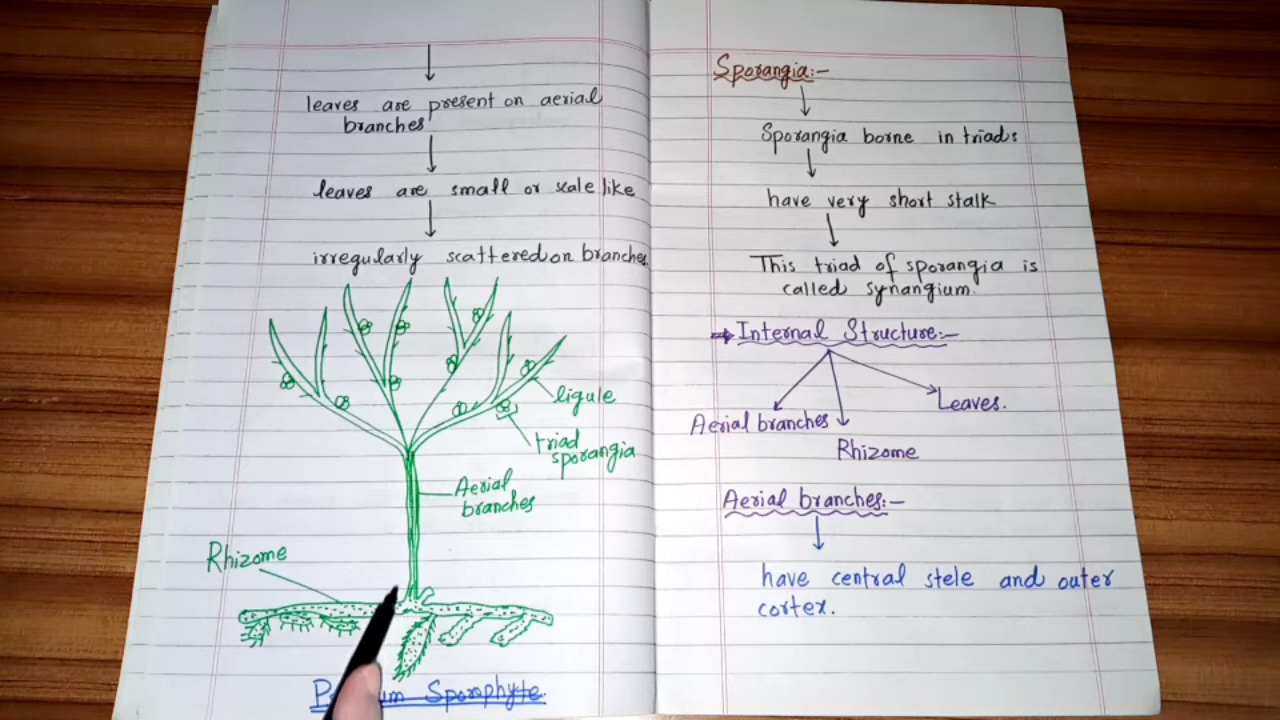 leaves are present on aerial
branches
leaves are small or scale like
irregularly scattered on branches
ligule
triad
sporangia
Aerial
branches
Rhizome
Sporophyte
Sporangia:-
Sporangia borne in triads
have very short stalk
This triad of sporangia is
called synangium.
Internal Structure:-
Leaves.
Aerial branches
Rhizome
Aerial branches:-
have central stele and outer
cortex.